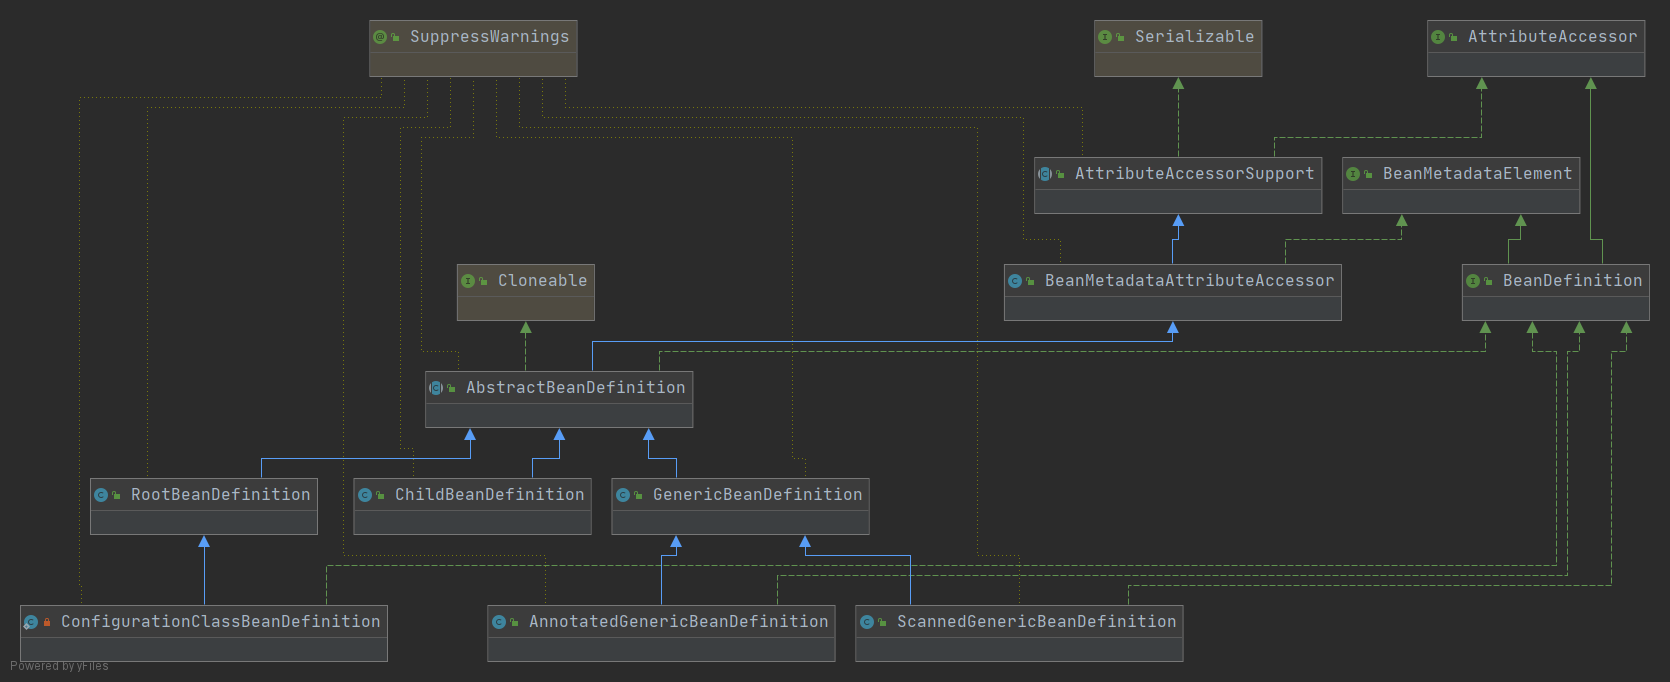 SuppressWarnings
Serializable
AttributeAccessor
AttributeAccessorSupport
BeanMetadataElement
Cloneable
BeanMetadataAttributeAccessor
BeanDefinition
AbstractBeanDefinition
RootBeanDefinition
ChildBeanDefinition
GenericBeanDefinition
ConfigurationClassBeanDefinition
AnnotatedGenericBeanDefinition
ScannedGenericBeanDefinition
Powered by yFiles